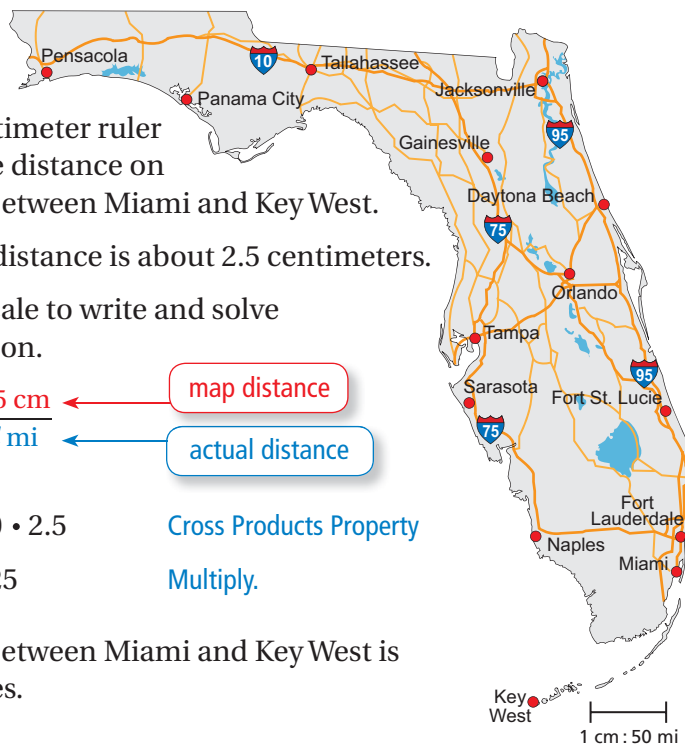 Pensacola
10
Tallahassee
Panama City
Jacksonville
timeter ruler
95
e distance on
Gainesville
etween Miami and Key West.
Daytona Beach
75
distance is about 2.5 centimeters.
Orlando
ale to write and solve
on.
Tampa
95
5 cm
map distance
Sarasota
Fort St. Lucie
mi
actual distance
75
• 2.5
Cross Products Property
Fort
Lauderdale
Naples
25
Multiply.
Miami
etween Miami and Key West is
es.
Key
West
1 cm : 50 mi